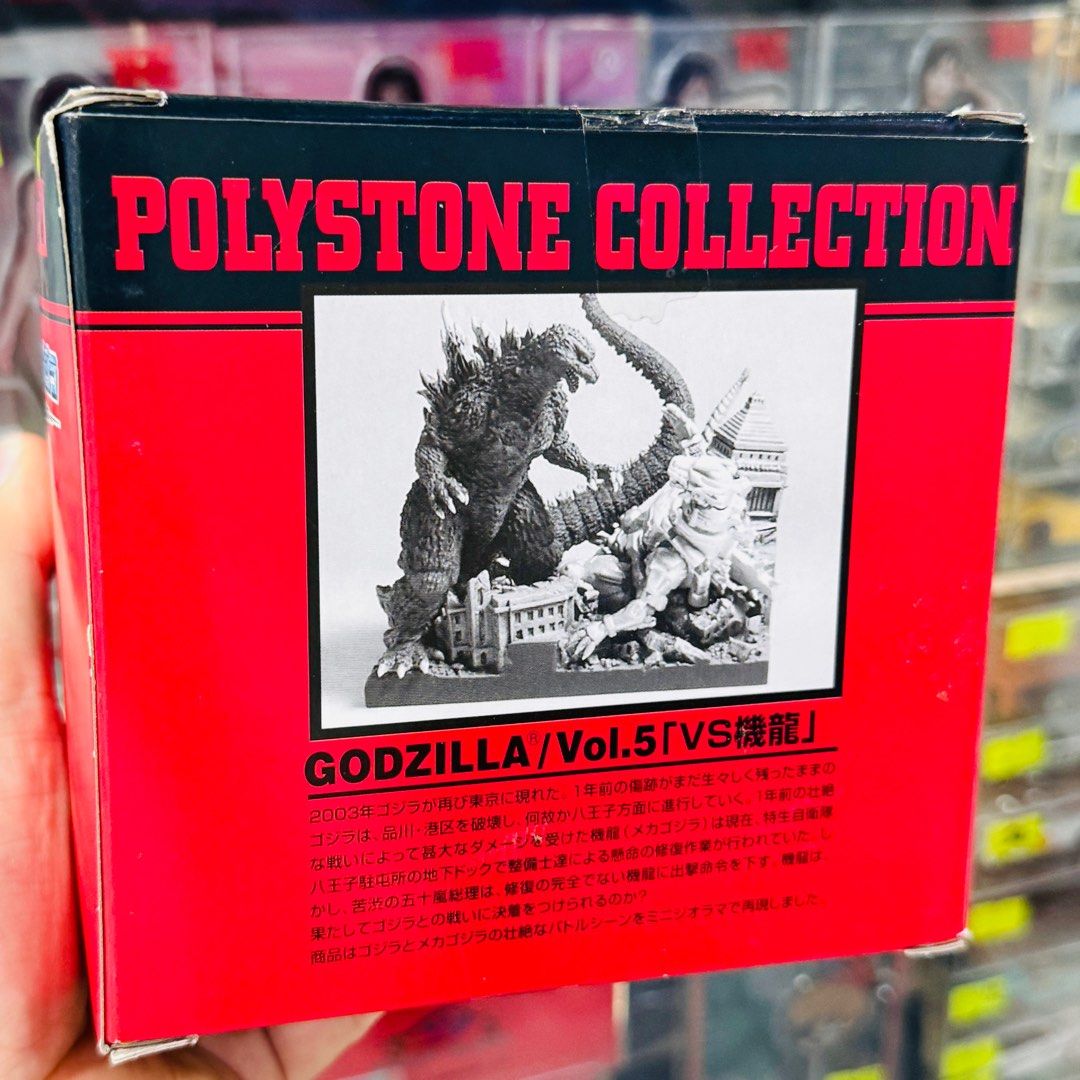 POLYSTONE COLLECTION
GODZILLA®/Vol.5「VS機龍」
2003年ゴジラが再び東京に現れた。1年前の傷跡がまだ生々しく残ったままの
ゴジラは、品川・港区を破壊し、何故か八王子方面に進行していく。1年前の壮絶
な戦いによって甚大なダメージを受けた機龍(メカゴジラ)は現在、特生自衛隊
八王子駐屯所の地下ドックで整備士達による懸命の修復作業が行われていた。し
かし、苦渋の五十嵐総理は、修復の完全でない機龍に出撃命令を下す。機龍は、
果たしてゴジラとの戦いに決着をつけられるのか?
商品はゴジラとメカゴジラの壮絶なバトルシーンをミニジオラマで再現しました。